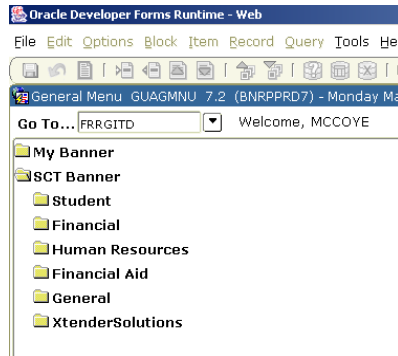 Oracle Developer Forms Runtime - Web
File Edit Options Block Item Record Query Tools He
General Menu GUAGMNU 7.2 (BNRPPRD7) - Monday Ma
Go To... FRRGITD Welcome, MCCOYE
My Banner
SCT Banner
Student
Financial
Human Resources
Financial Aid
General
XtenderSolutions